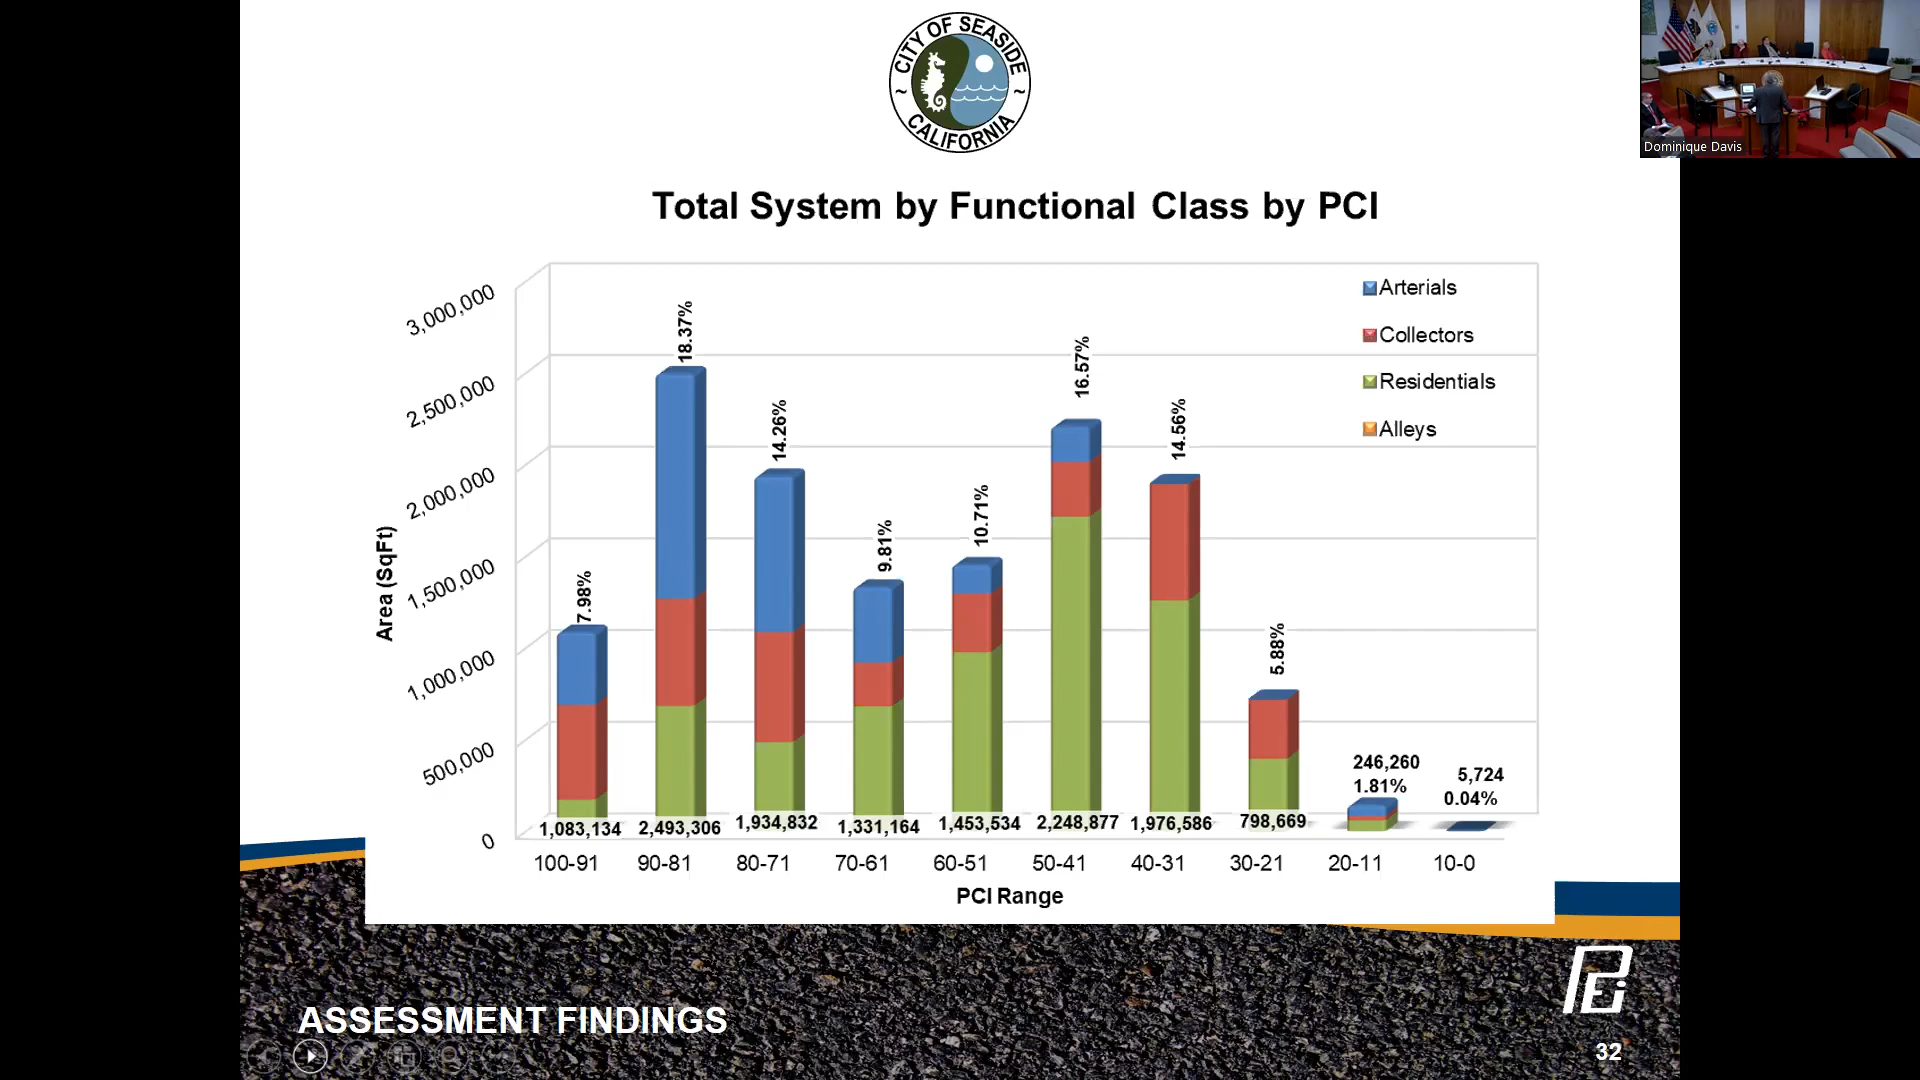 CITY OF SEASIDE
~ ~
CALIFORNIA
Dominique Davis
Total System by Functional Class by PCI
Arterials
Collectors
Residentials
Alleys
Area (SqFt)
3,000,000
2,500,000
2,000,000
1,500,000
1,000,000
500,000
0
7.98%
18.37%
14.26%
9.81%
10.71%
16.57%
14.56%
5.88%
246,260
1.81%
5,724
0.04%
1,083,134 2,493,306 1,934,832 1,331,164 1,453,534 2,248,877 1,976,586 798,669
100-91 90-81 80-71 70-61 60-51 50-41 40-31 30-21 20-11 10-0
PCI Range
PEi
ASSESSMENT FINDINGS
32